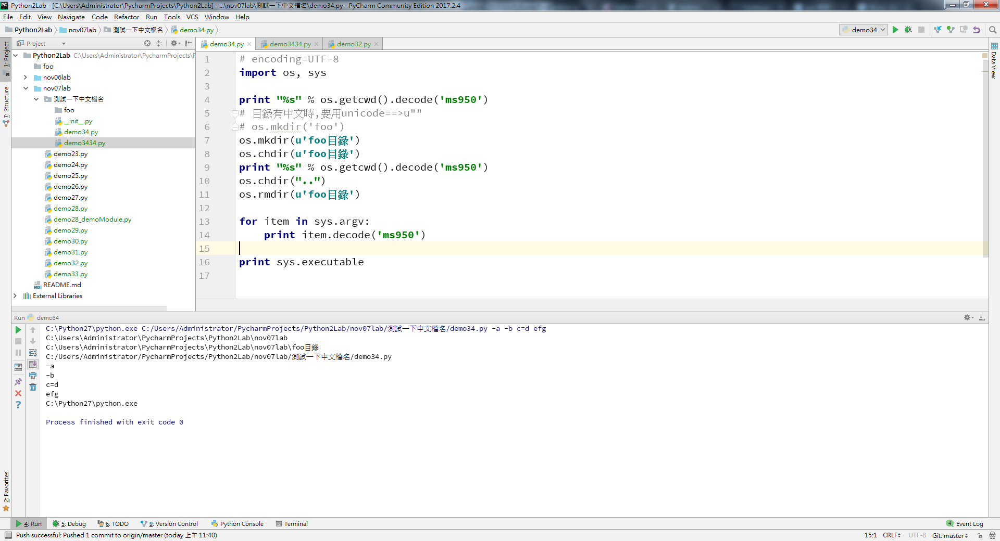 Python2Lab - [C:\Users\Administrator\PycharmProjects\Python2Lab] - ...\nov07lab\測試一下中文檔名\demo34.py - PyCharm Community Edition 2017.2.4
File Edit View Navigate Code Refactor Run Tools VCS Window Help
Python2Lab nov07lab 測試一下中文檔名 demo34.py demo34
1: Project
7: Structure
2: Favorites
Project
Python2Lab C:\Users\Administrator\PycharmProjects\P
foo
nov06lab
nov07lab
測試一下中文檔名
foo
__init__.py
demo34.py
demo3434.py
demo23.py
demo24.py
demo25.py
demo26.py
demo27.py
demo28.py
demo28_demoModule.py
demo29.py
demo30.py
demo31.py
demo32.py
demo33.py
README.md
External Libraries
demo34.py demo3434.py demo32.py
1 # encoding=UTF-8
2 import os, sys
3
4 print "%s" % os.getcwd().decode('ms950')
5 # 目錄有中文時,要用unicode==>u""
6 # os.mkdir('foo')
7 os.mkdir(u'foo目錄')
8 os.chdir(u'foo目錄')
9 print "%s" % os.getcwd().decode('ms950')
10 os.chdir("..")
11 os.rmdir(u'foo目錄')
12
13 for item in sys.argv:
14 print item.decode('ms950')
15
16 print sys.executable
17
Data View
Run demo34
C:\Python27\python.exe C:/Users/Administrator/PycharmProjects/Python2Lab/nov07lab/測試一下中文檔名/demo34.py -a -b c=d efg
C:\Users\Administrator\PycharmProjects\Python2Lab\nov07lab
C:\Users\Administrator\PycharmProjects\Python2Lab\nov07lab\foo目錄
C:/Users/Administrator/PycharmProjects/Python2Lab/nov07lab/測試一下中文檔名/demo34.py
-a
-b
c=d
efg
C:\Python27\python.exe
Process finished with exit code 0
4: Run 5: Debug 6: TODO 9: Version Control Python Console Terminal 4 Event Log
Push successful: Pushed 1 commit to origin/master (today 上午 11:40) 15:1 CRLF UTF-8 Git: master